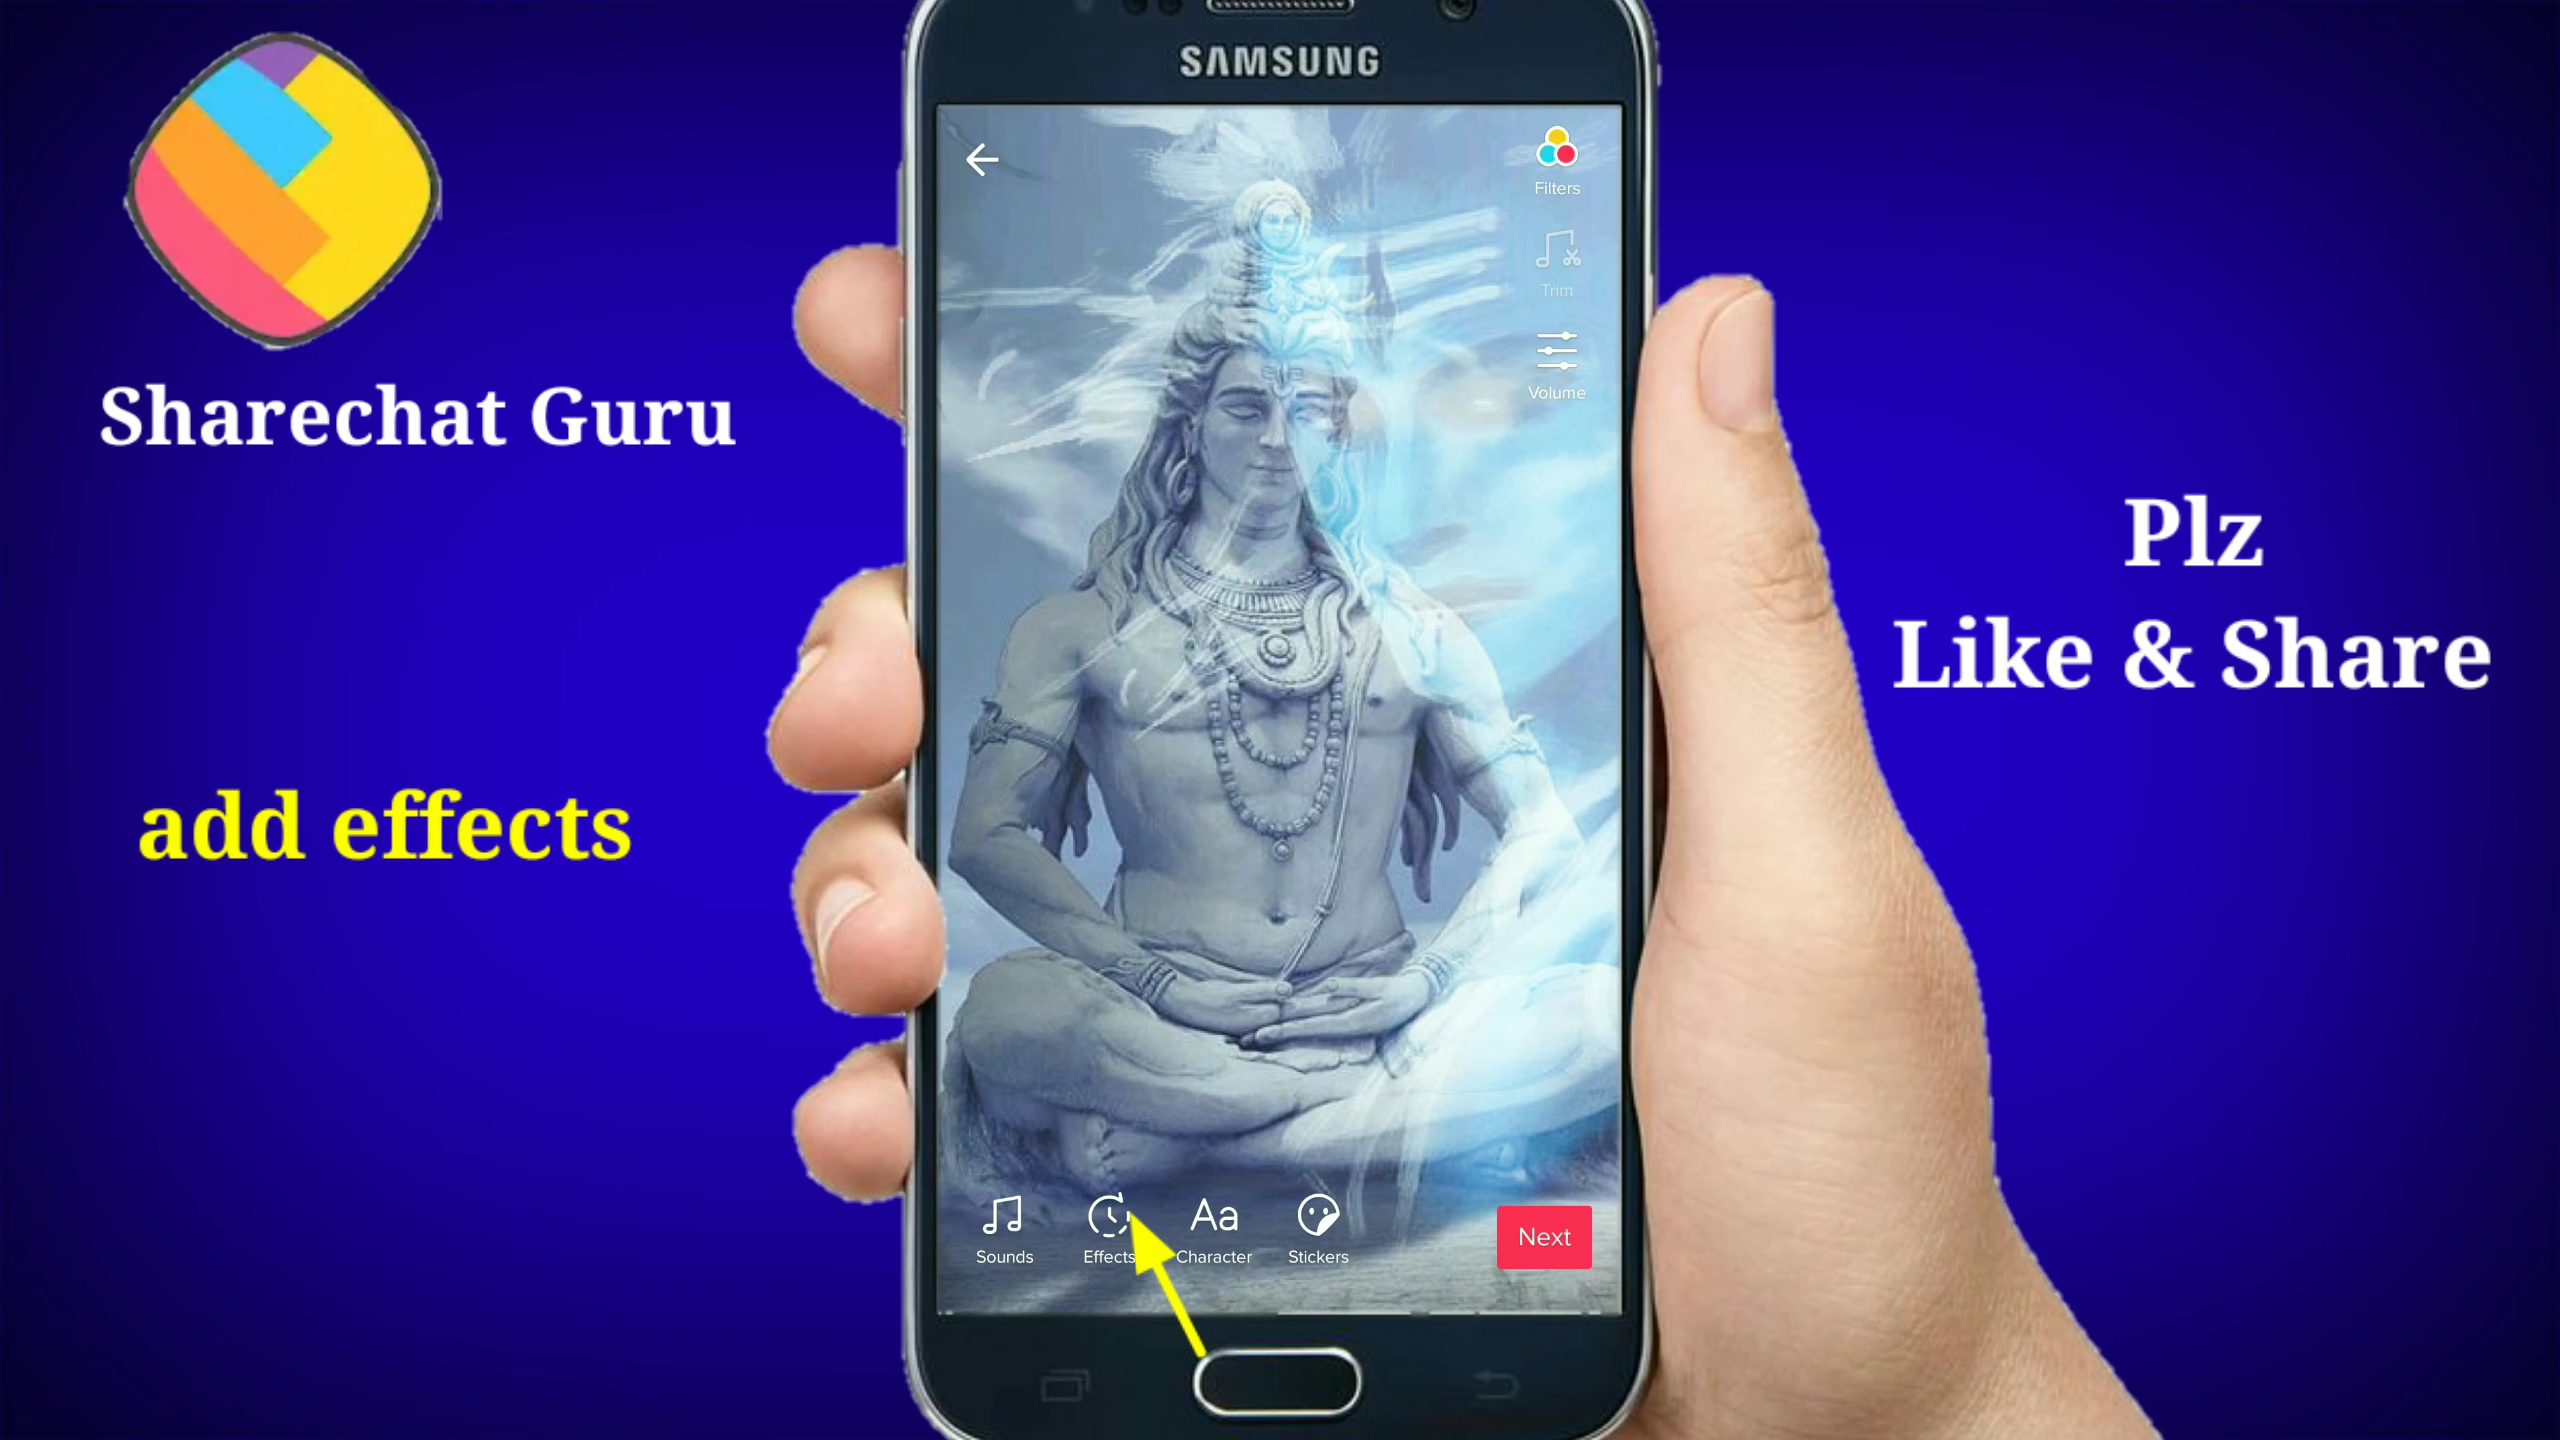 SAMSUNG
Filters
Trim
Volume
Sharechat Guru
Plz
Like & Share
add effects
Sounds
Effects
Character
Stickers
Next